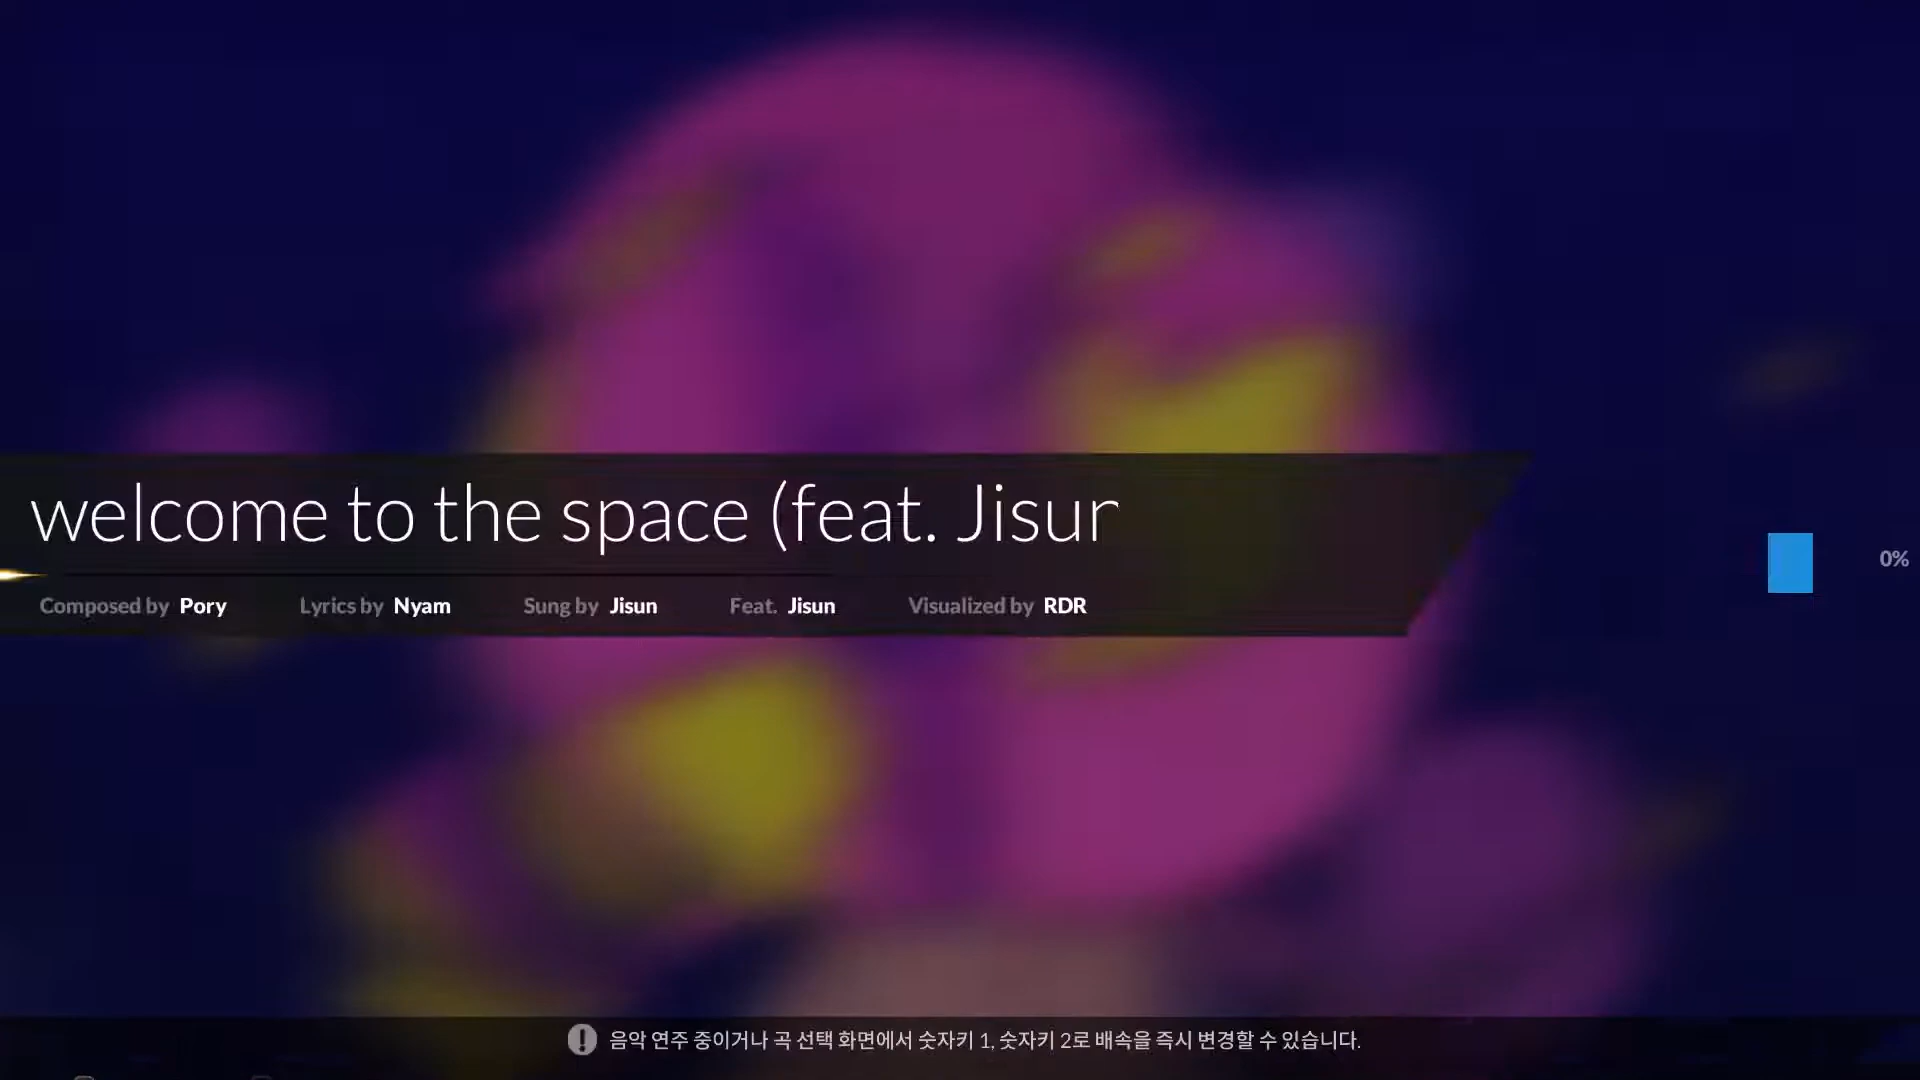 welcome to the space (feat. Jisun
Composed by Pory Lyrics by Nyam Sung by Jisun Feat. Jisun Visualized by RDR
0%
음악 연주 중이거나 곡 선택 화면에서 숫자키 1, 숫자키 2로 배속을 즉시 변경할 수 있습니다.